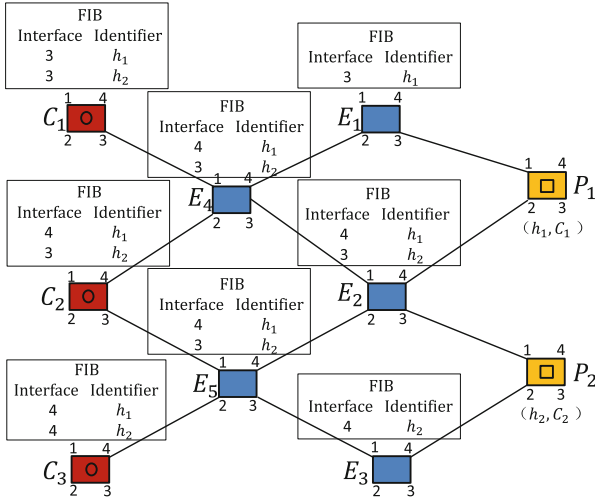 FIB
Interface Identifier
3 h₁
3 h₂
1 4
C₁
2 3
FIB
Interface Identifier
3 h₁
1 4
E₁
2 3
FIB
Interface Identifier
4 h₁
3 h₂
1 4
E₄
2 3
1 4
P₁
2 3
(h₁, C₁)
FIB
Interface Identifier
4 h₁
3 h₂
1 4
C₂
2 3
FIB
Interface Identifier
4 h₁
3 h₂
1 4
E₂
2 3
FIB
Interface Identifier
4 h₁
3 h₂
1 4
E₅
2 3
1 4
P₂
2 3
(h₂, C₂)
FIB
Interface Identifier
4 h₁
4 h₂
1 4
C₃
2 3
FIB
Interface Identifier
4 h₂
1 4
E₃
2 3